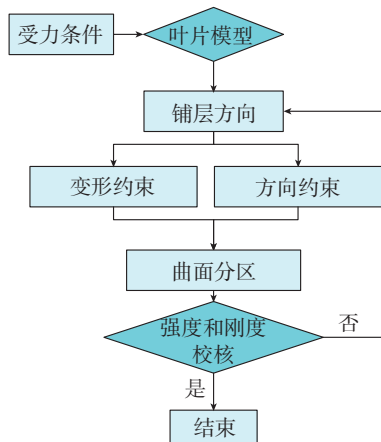 受力条件
叶片模型
铺层方向
变形约束
方向约束
曲面分区
强度和刚度
校核
否
是
结束